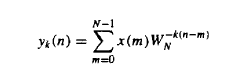 y_k(n) = \sum_{m=0}^{N-1} x(m) W_N^{-k(n-m)}